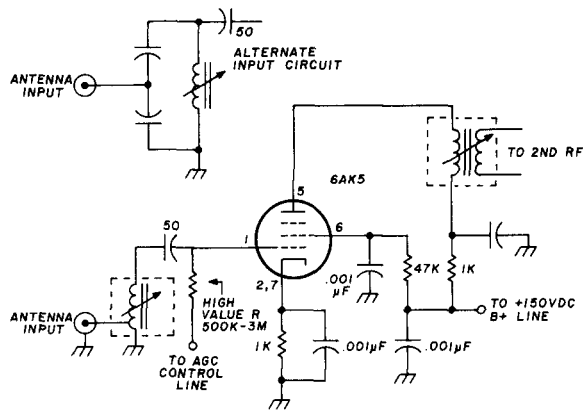 50
ALTERNATE
INPUT CIRCUIT
ANTENNA
INPUT
TO 2ND RF
6AK5
5
50
1
6
2,7
.001
µF
47K
1K
HIGH
VALUE R
500K-3M
ANTENNA
INPUT
TO AGC
CONTROL
LINE
1K
.001µF
.001µF
TO +150VDC
B+ LINE